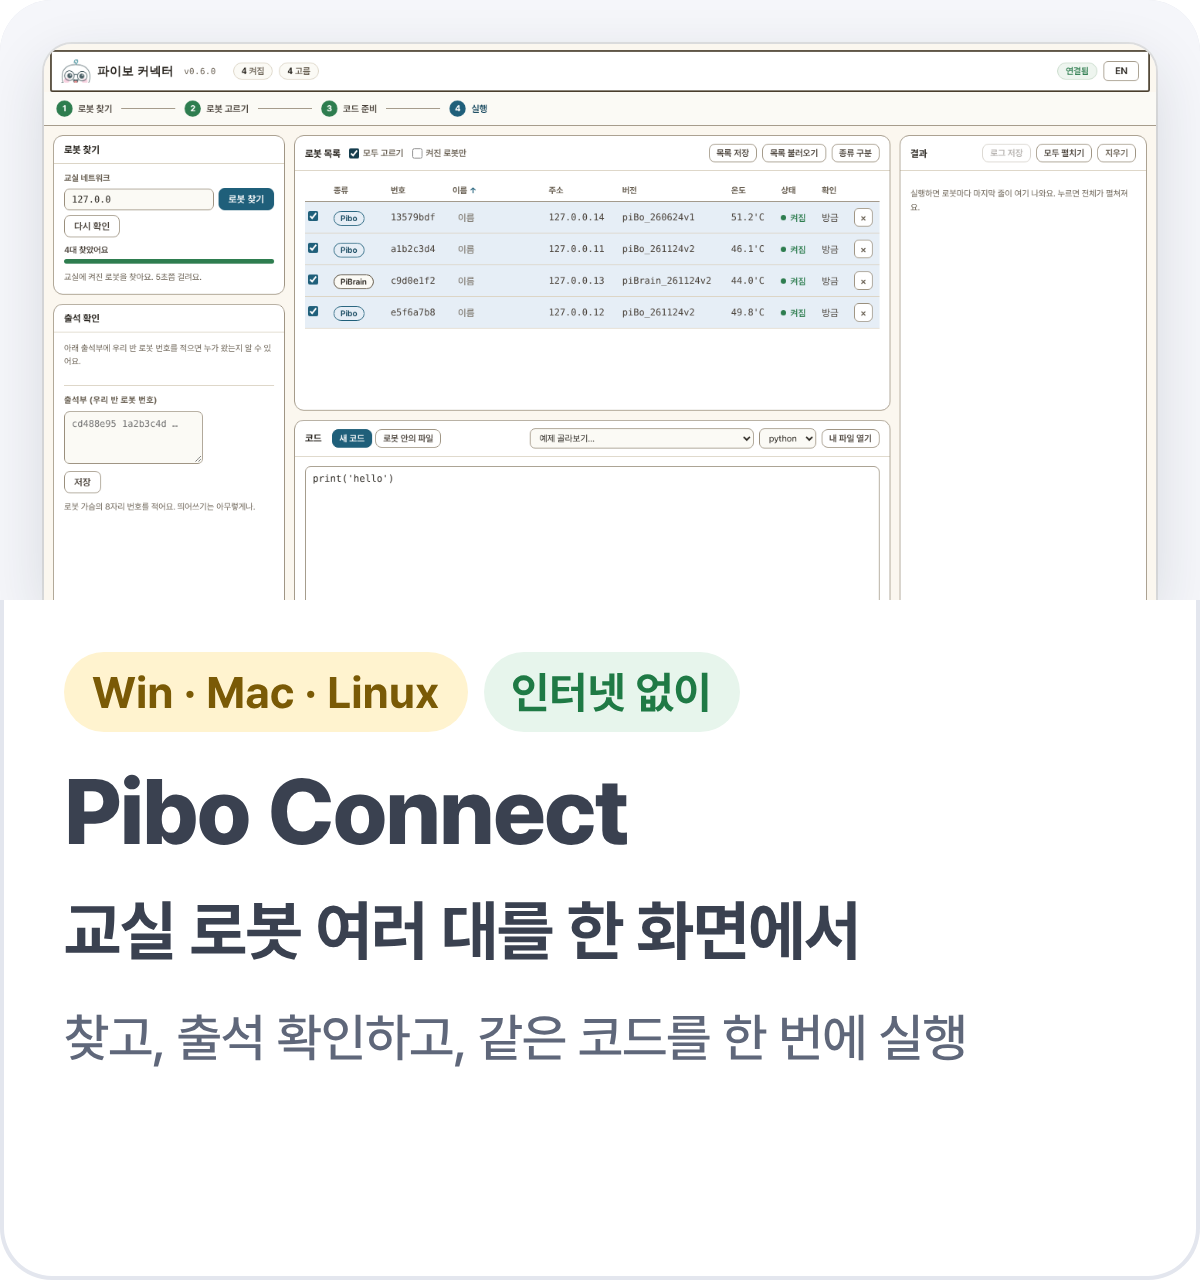 파이보 커넥터 v0.6.0 4 켜짐 4 고름 연결됨 EN
1 로봇 찾기 2 로봇 고르기 3 코드 준비 4 실행
로봇 찾기
교실 네트워크
127.0.0 로봇 찾기
다시 확인
4대 찾았어요
교실에 켜진 로봇을 찾아요. 5초쯤 걸려요.
출석 확인
아래 출석부에 우리 반 로봇 번호를 적으면 누가 왔는지 알 수 있
어요.
출석부 (우리 반 로봇 번호)
cd488e95 1a2b3c4d …
저장
로봇 가슴의 8자리 번호를 적어요. 띄어쓰기는 아무렇게나.
로봇 목록 모두 고르기 켜진 로봇만 목록 저장 목록 불러오기 종류 구분
종류 번호 이름 ↑ 주소 버전 온도 상태 확인
Pibo 13579bdf 이름 127.0.0.14 piBo_260624v1 51.2'C ● 켜짐 방금 ×
Pibo a1b2c3d4 이름 127.0.0.11 piBo_261124v2 46.1'C ● 켜짐 방금 ×
PiBrain c9d0e1f2 이름 127.0.0.13 piBrain_261124v2 44.0'C ● 켜짐 방금 ×
Pibo e5f6a7b8 이름 127.0.0.12 piBo_261124v2 49.8'C ● 켜짐 방금 ×
코드 새 코드 로봇 안의 파일 예제 골라보기... python 내 파일 열기
print('hello')
결과 로그 저장 모두 펼치기 지우기
실행하면 로봇마다 마지막 줄이 여기 나와요. 누르면 전체가 펼쳐져
요.
Win · Mac · Linux 인터넷 없이
Pibo Connect
교실 로봇 여러 대를 한 화면에서
찾고, 출석 확인하고, 같은 코드를 한 번에 실행